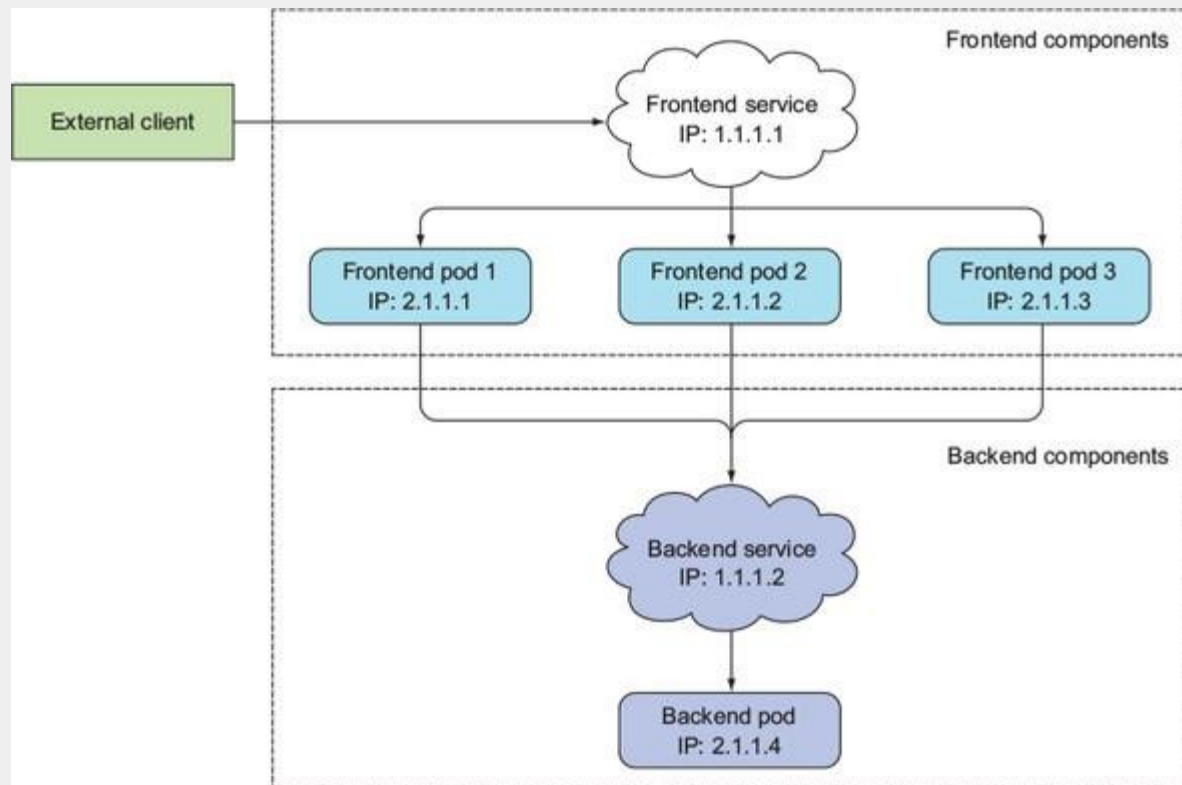 Frontend components
External client
Frontend service
IP: 1.1.1.1
Frontend pod 1
IP: 2.1.1.1
Frontend pod 2
IP: 2.1.1.2
Frontend pod 3
IP: 2.1.1.3
Backend components
Backend service
IP: 1.1.1.2
Backend pod
IP: 2.1.1.4